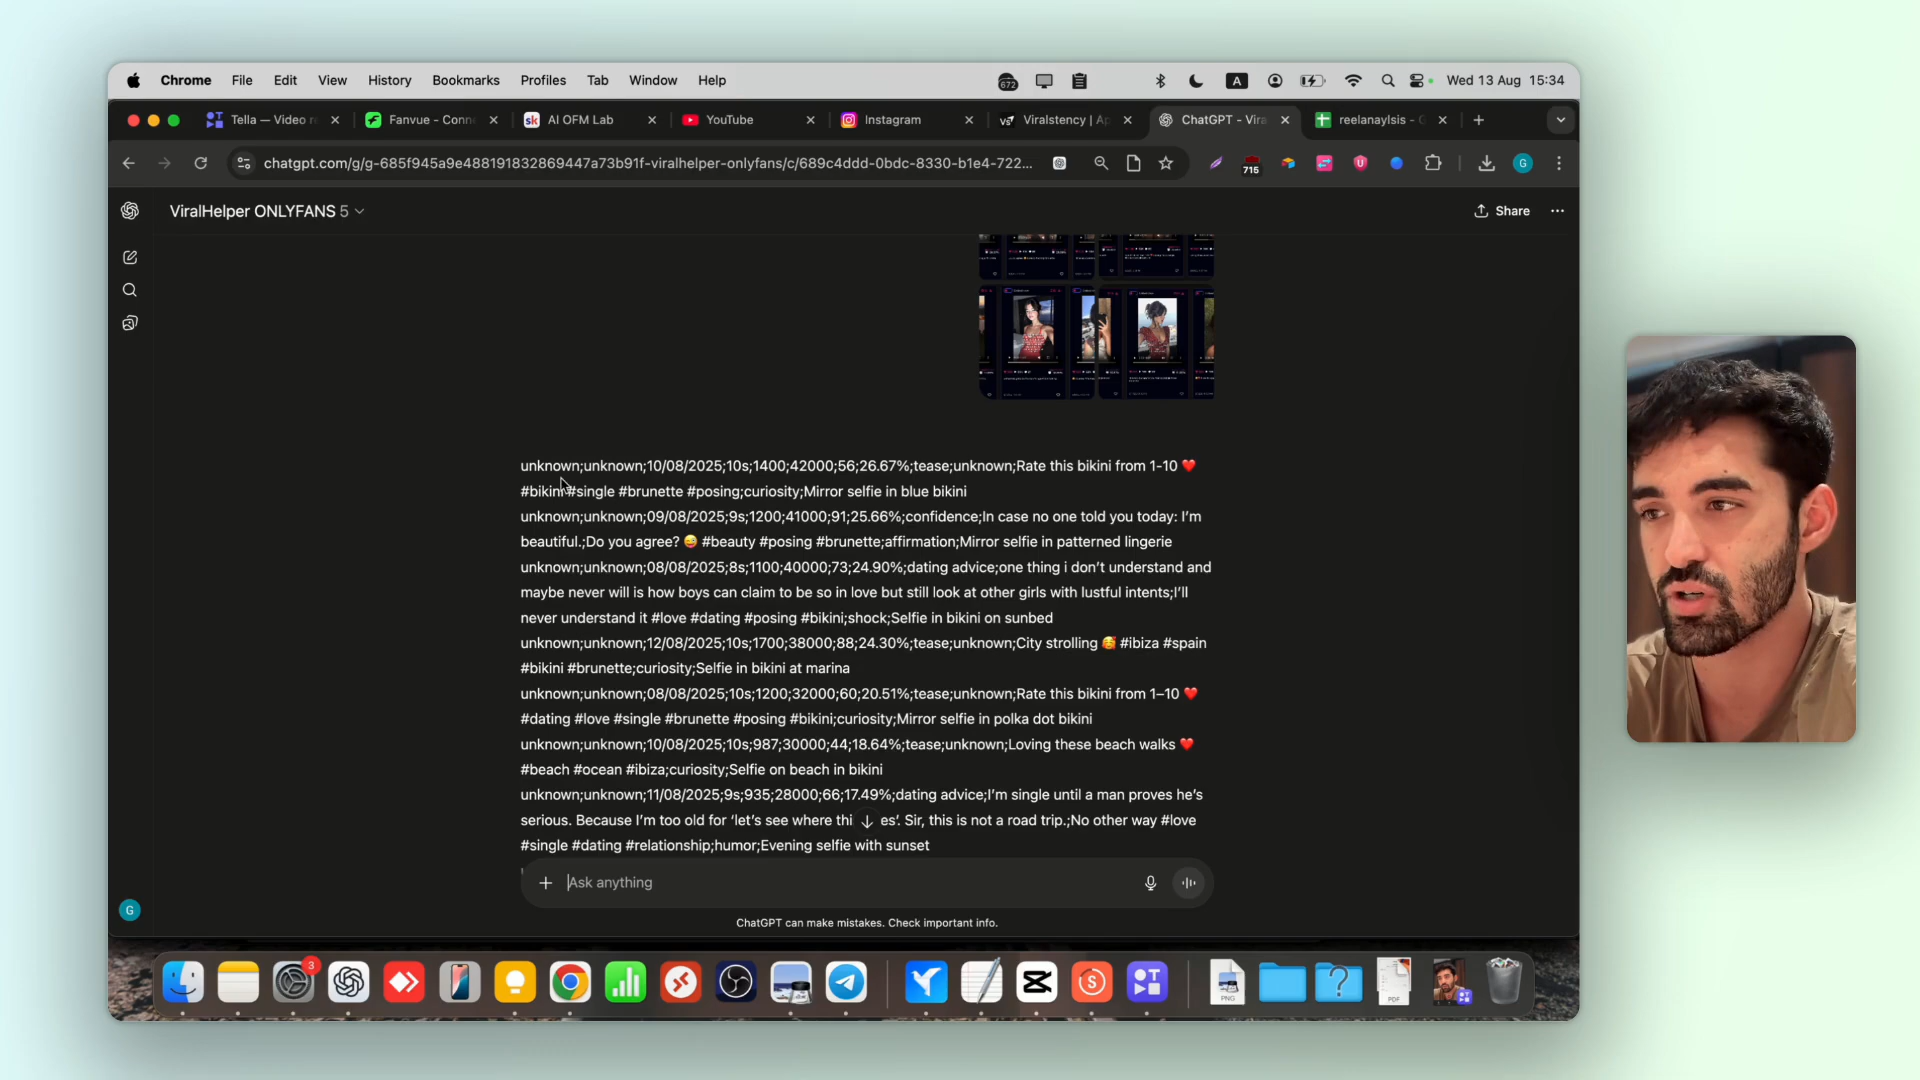 Chrome File Edit View History Bookmarks Profiles Tab Window Help 672 A Wed 13 Aug 15:34
Tella — Video r Fanvue - Conn AI OFM Lab YouTube Instagram Viralstency | Ap ChatGPT - Vira reelanaylsis - G
chatgpt.com/g/g-685f945a9e488191832869447a73b91f-viralhelper-onlyfans/c/689c4ddd-0bdc-8330-b1e4-722... 715 G
ViralHelper ONLYFANS 5 Share
unknown;unknown;10/08/2025;10s;1400;42000;56;26.67%;tease;unknown;Rate this bikini from 1-10 ❤️
#bikini #single #brunette #posing;curiosity;Mirror selfie in blue bikini
unknown;unknown;09/08/2025;9s;1200;41000;91;25.66%;confidence;In case no one told you today: I’m
beautiful.;Do you agree? 😜 #beauty #posing #brunette;affirmation;Mirror selfie in patterned lingerie
unknown;unknown;08/08/2025;8s;1100;40000;73;24.90%;dating advice;one thing i don’t understand and
maybe never will is how boys can claim to be so in love but still look at other girls with lustful intents;I’ll
never understand it #love #dating #posing #bikini;shock;Selfie in bikini on sunbed
unknown;unknown;12/08/2025;10s;1700;38000;88;24.30%;tease;unknown;City strolling 🥰 #ibiza #spain
#bikini #brunette;curiosity;Selfie in bikini at marina
unknown;unknown;08/08/2025;10s;1200;32000;60;20.51%;tease;unknown;Rate this bikini from 1–10 ❤️
#dating #love #single #brunette #posing #bikini;curiosity;Mirror selfie in polka dot bikini
unknown;unknown;10/08/2025;10s;987;30000;44;18.64%;tease;unknown;Loving these beach walks ❤️
#beach #ocean #ibiza;curiosity;Selfie on beach in bikini
unknown;unknown;11/08/2025;9s;935;28000;66;17.49%;dating advice;I’m single until a man proves he’s
serious. Because I’m too old for ‘let’s see where thi es’. Sir, this is not a road trip.;No other way #love
#single #dating #relationship;humor;Evening selfie with sunset
Ask anything
G
ChatGPT can make mistakes. Check important info.
3
PNG PDF